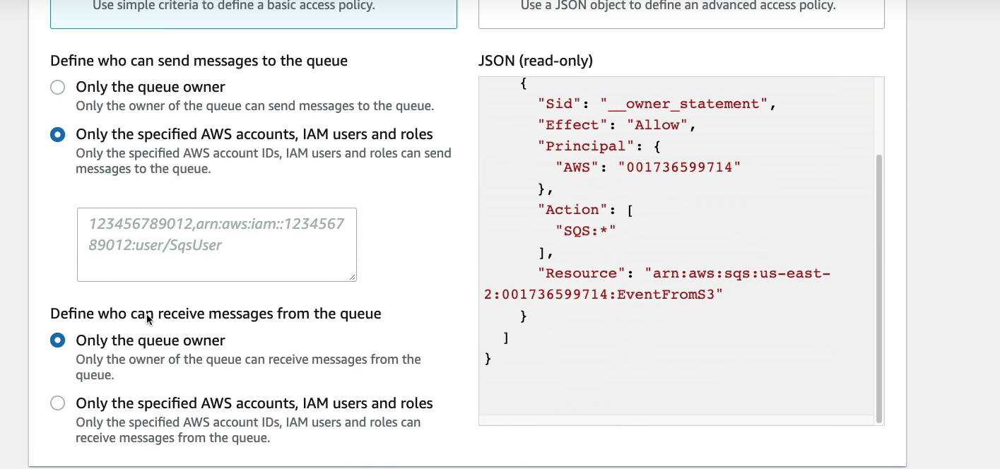 Use simple criteria to define a basic access policy.
Use a JSON object to define an advanced access policy.
Define who can send messages to the queue
Only the queue owner
Only the owner of the queue can send messages to the queue.
Only the specified AWS accounts, IAM users and roles
Only the specified AWS account IDs, IAM users and roles can send
messages to the queue.
123456789012,arn:aws:iam::1234567
89012:user/SqsUser
Define who can receive messages from the queue
Only the queue owner
Only the owner of the queue can receive messages from the
queue.
Only the specified AWS accounts, IAM users and roles
Only the specified AWS account IDs, IAM users and roles can
receive messages from the queue.
JSON (read-only)
{
"Sid": "__owner_statement",
"Effect": "Allow",
"Principal": {
"AWS": "001736599714"
},
"Action": [
"SQS:*"
],
"Resource": "arn:aws:sqs:us-east-
2:001736599714:EventFromS3"
}
]
}